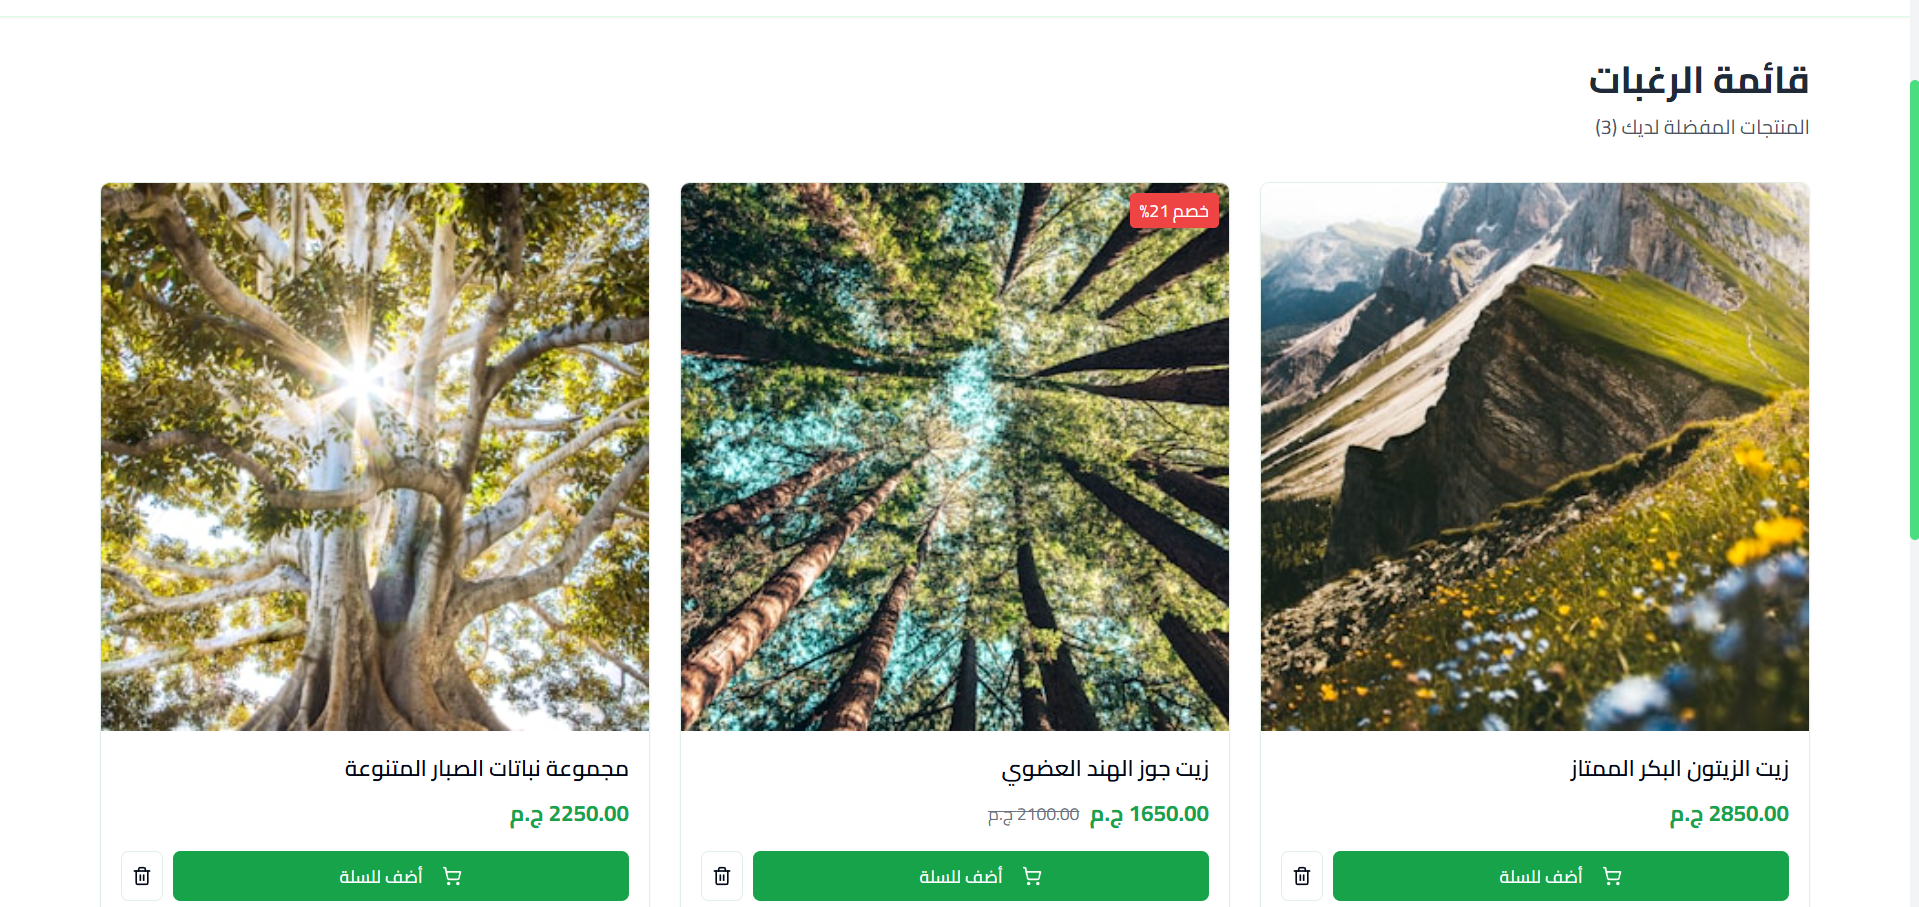 قائمة الرغبات
المنتجات المفضلة لديك (3)
خصم 21%
زيت الزيتون البكر الممتاز
2850.00 ج.م
أضف للسلة
زيت جوز الهند العضوي
1650.00 ج.م 2100.00 ج.م
أضف للسلة
مجموعة نباتات الصبار المتنوعة
2250.00 ج.م
أضف للسلة